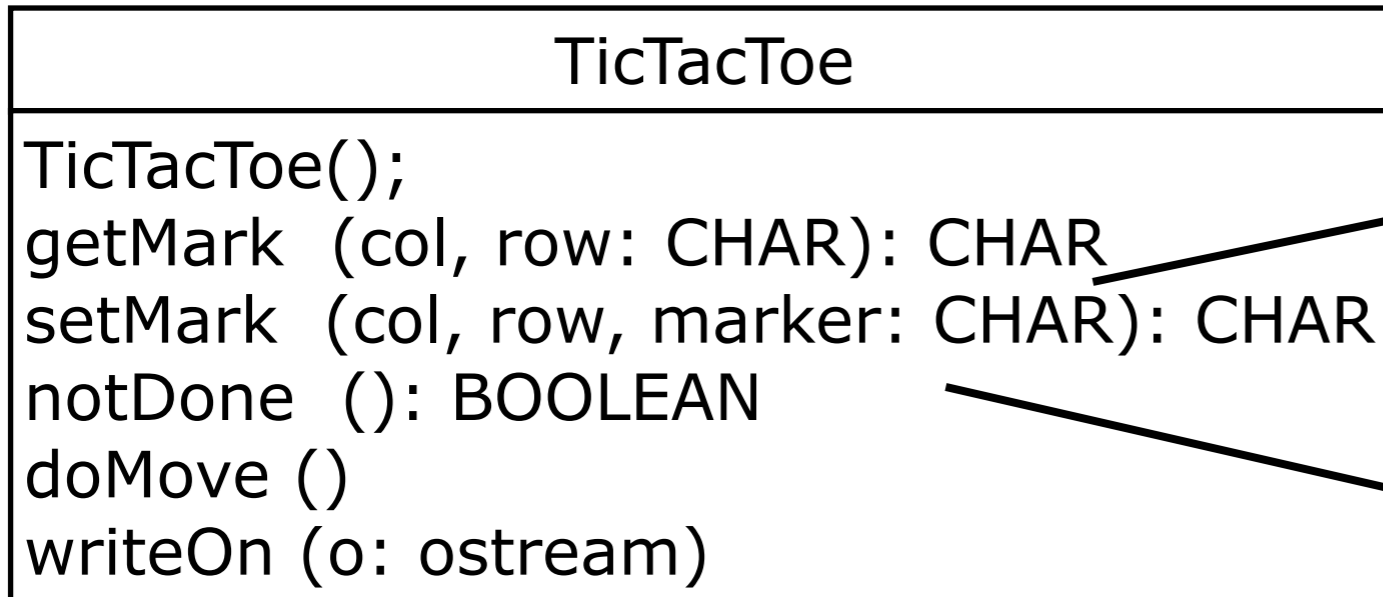 TicTacToe
TicTacToe();
getMark (col, row: CHAR): CHAR
setMark (col, row, marker: CHAR): CHAR
notDone (): BOOLEAN
doMove ()
writeOn (o: ostream)